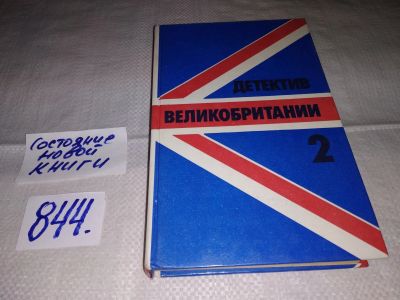 ДЕТЕКТИВ
ВЕЛИКОБРИТАНИИ
2
Состояние
новой
книги
844.